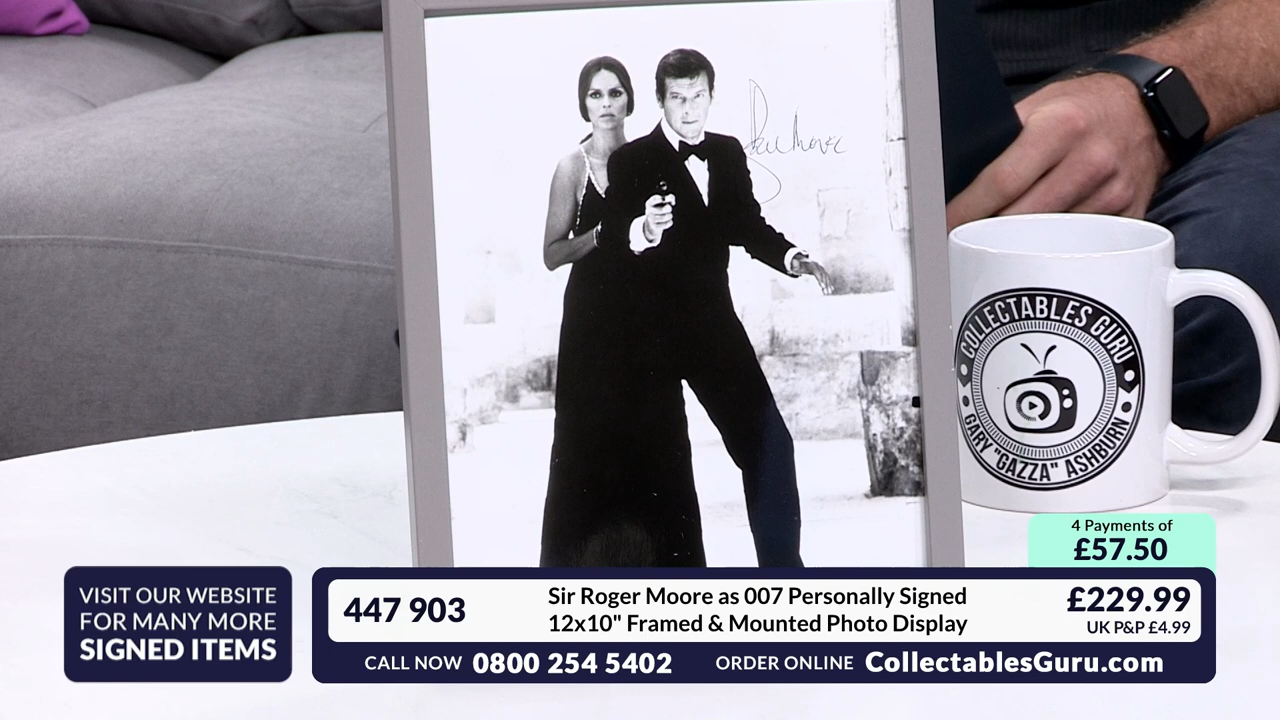 COLLECTABLES GURU
GARY "GAZZA" ASHBURN
4 Payments of
£57.50
VISIT OUR WEBSITE
FOR MANY MORE
SIGNED ITEMS
447 903
Sir Roger Moore as 007 Personally Signed
12x10" Framed & Mounted Photo Display
£229.99
UK P&P £4.99
CALL NOW 0800 254 5402
ORDER ONLINE CollectablesGuru.com